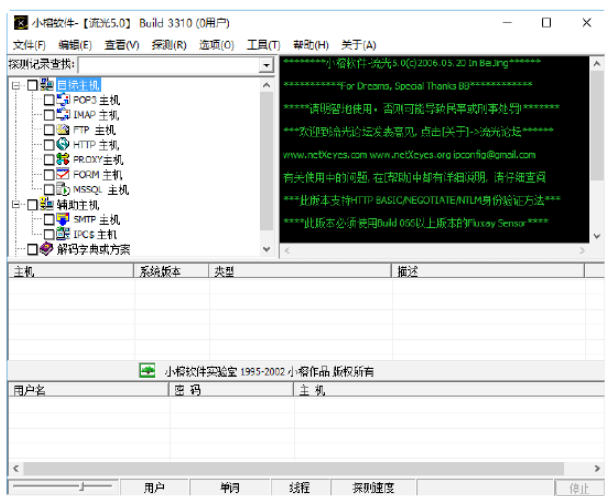 小榕软件-【流光5.0】 Build 3310 (0用户)
文件(F) 编辑(E) 查看(V) 探测(R) 选项(O) 工具(T) 帮助(H) 关于(A)
探测记录查找:
目标主机
POP3 主机
IMAP 主机
FTP 主机
HTTP 主机
PROXY主机
FORM 主机
MSSQL 主机
辅助主机
SMTP 主机
IPC$ 主机
解码字典或方案
********小榕软件-流光5.0(c)2006.05.20 In BeiJing******
**********For Dreams, Special Thanks BB**************
*****请明智地使用，否则可能导致民事或刑事处罚*******
***欢迎到流光论坛发表意见, 点击[关于]->流光论坛******
www.netXeyes.com www.netXeyes.org ipconfig@gmail.com
有关使用中的问题, 在[帮助]中都有详细说明, 请仔细查阅
***此版本支持HTTP BASIC/NEGOTIATE/NTLM身份验证方法***
****此版本必须使用Build 066以上版本的Fluxay Sensor ****
主机 系统版本 类型 描述
小榕软件实验室 1995-2002 小榕作品 版权所有
用户名 密 码 主 机
用户 单词 线程 探测速度 停止